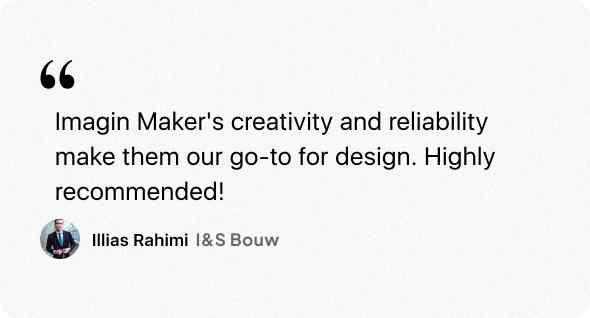 “
Imagin Maker's creativity and reliability
make them our go-to for design. Highly
recommended!
Illias Rahimi I&S Bouw